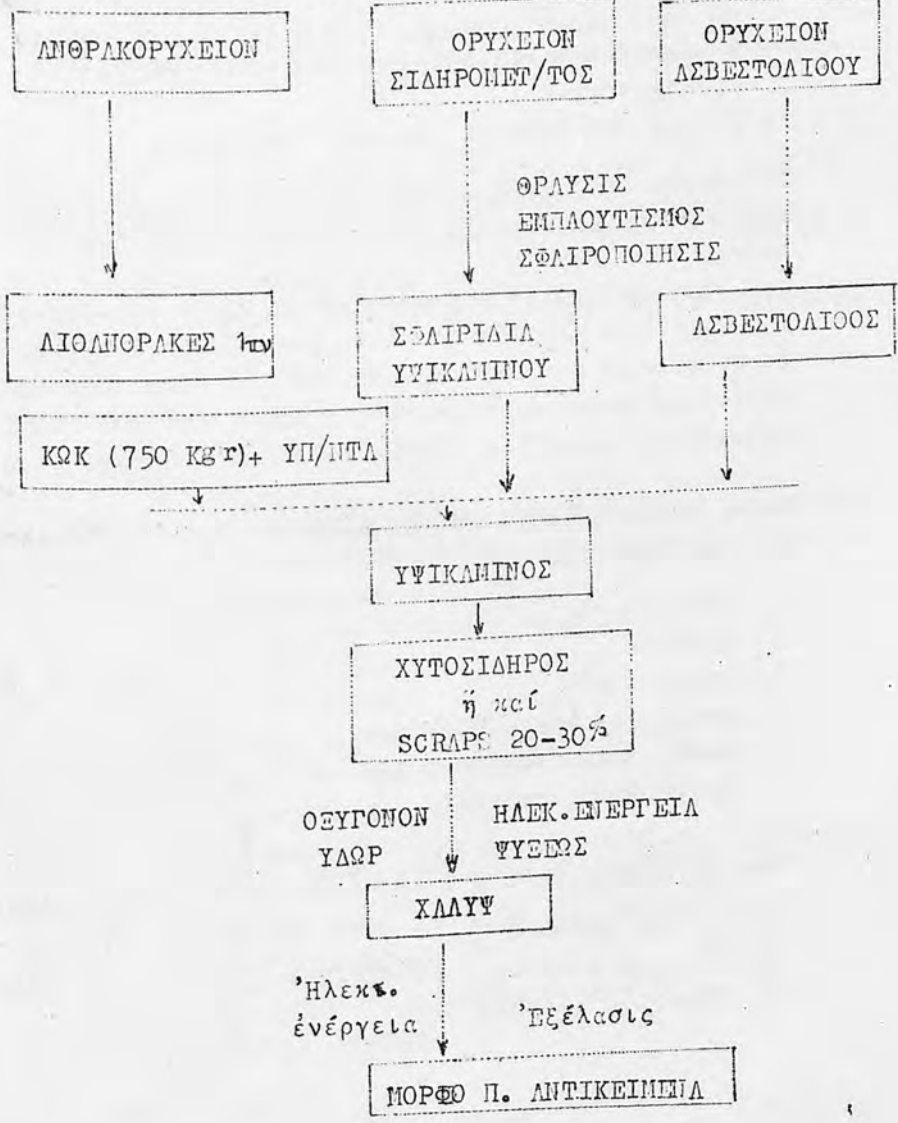 ΑΝΘΡΑΚΟΡΥΧΕΙΟΝ
ΟΡΥΧΕΙΟΝ
ΣΙΔΗΡΟΜΕΤ/ΤΟΣ
ΟΡΥΧΕΙΟΝ
ΑΣΒΕΣΤΟΛΙΘΟΥ
ΘΡΑΥΣΙΣ
ΕΜΠΛΟΥΤΙΣΜΟΣ
ΣΦΑΙΡΟΠΟΙΗΣΙΣ
ΛΙΘΑΝΘΡΑΚΕΣ
ΣΦΑΙΡΙΔΙΑ
ΥΨΙΚΑΜΙΝΟΥ
ΑΣΒΕΣΤΟΛΙΘΟΣ
ΚΩΚ (750 Kgr)+ ΥΠ/ΝΤΑ
ΥΨΙΚΑΜΙΝΟΣ
ΧΥΤΟΣΙΔΗΡΟΣ
ἤ καί
SCRAPS 20-30%
ΟΞΥΓΟΝΟΝ
ΥΔΩΡ
ΗΛΕΚ.ΕΝΕΡΓΕΙΑ
ΨΥΞΕΩΣ
ΧΑΛΥΨ
Ἠλεκτ.
ἐνέργεια
Ἐξέλασις
ΜΟΡΦΟ Π. ΑΝΤΙΚΕΙΜΕΝΑ